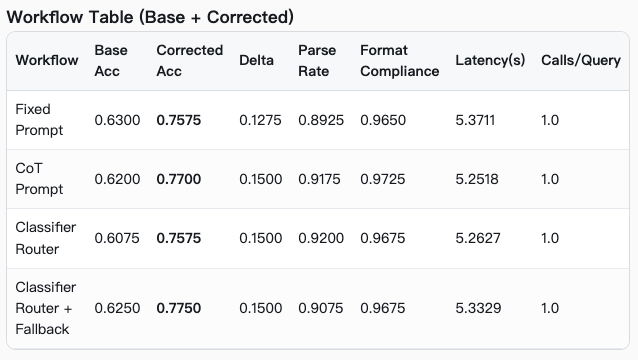 Workflow Table (Base + Corrected)
Workflow Base Acc Corrected Acc Delta Parse Rate Format Compliance Latency(s) Calls/Query
Fixed Prompt 0.6300 0.7575 0.1275 0.8925 0.9650 5.3711 1.0
CoT Prompt 0.6200 0.7700 0.1500 0.9175 0.9725 5.2518 1.0
Classifier Router 0.6075 0.7575 0.1500 0.9200 0.9675 5.2627 1.0
Classifier Router + Fallback 0.6250 0.7750 0.1500 0.9075 0.9675 5.3329 1.0